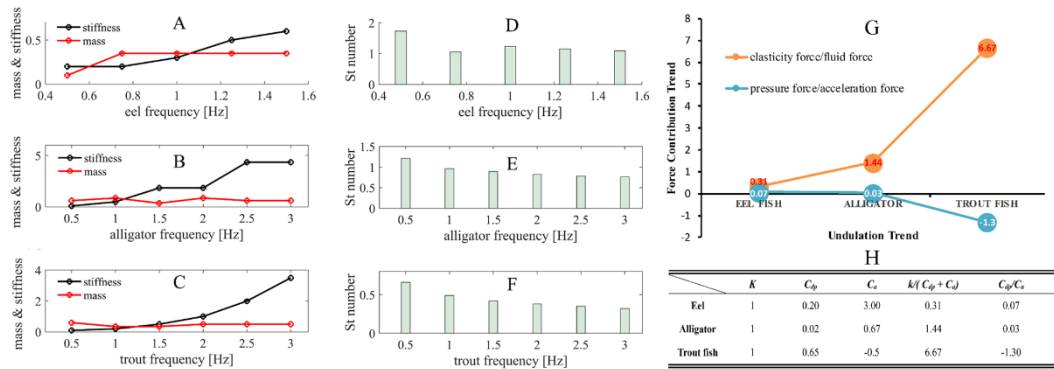 A
mass & stiffness
stiffness
mass
0.5
0
0.4 0.6 0.8 1 1.2 1.4 1.6
eel frequency [Hz]
B
mass & stiffness
stiffness
mass
5
0
0.5 1 1.5 2 2.5 3
alligator frequency [Hz]
C
mass & stiffness
stiffness
mass
4
2
0
0.5 1 1.5 2 2.5 3
trout frequency [Hz]
D
St number
2
1
0
0.4 0.6 0.8 1 1.2 1.4 1.6
eel frequency [Hz]
E
St number
1.5
1
0.5
0
0.5 1 1.5 2 2.5 3
alligator frequency [Hz]
F
St number
0.5
0
0.5 1 1.5 2 2.5 3
trout frequency [Hz]
G
Force Contribution Trend
8
7
6
5
4
3
2
1
0
-1
-2
clasticity force/fluid force
pressure force/acceleration force
6.67
1.44
0.31
0.07
0.03
-1.3
EEL FISH ALLIGATOR TROUT FISH
Undulation Trend
H
K Cdp Ca k/( Cdp + Ca) Cdp/Ca
Eel 1 0.20 3.00 0.31 0.07
Alligator 1 0.02 0.67 1.44 0.03
Trout fish 1 0.65 -0.5 6.67 -1.30